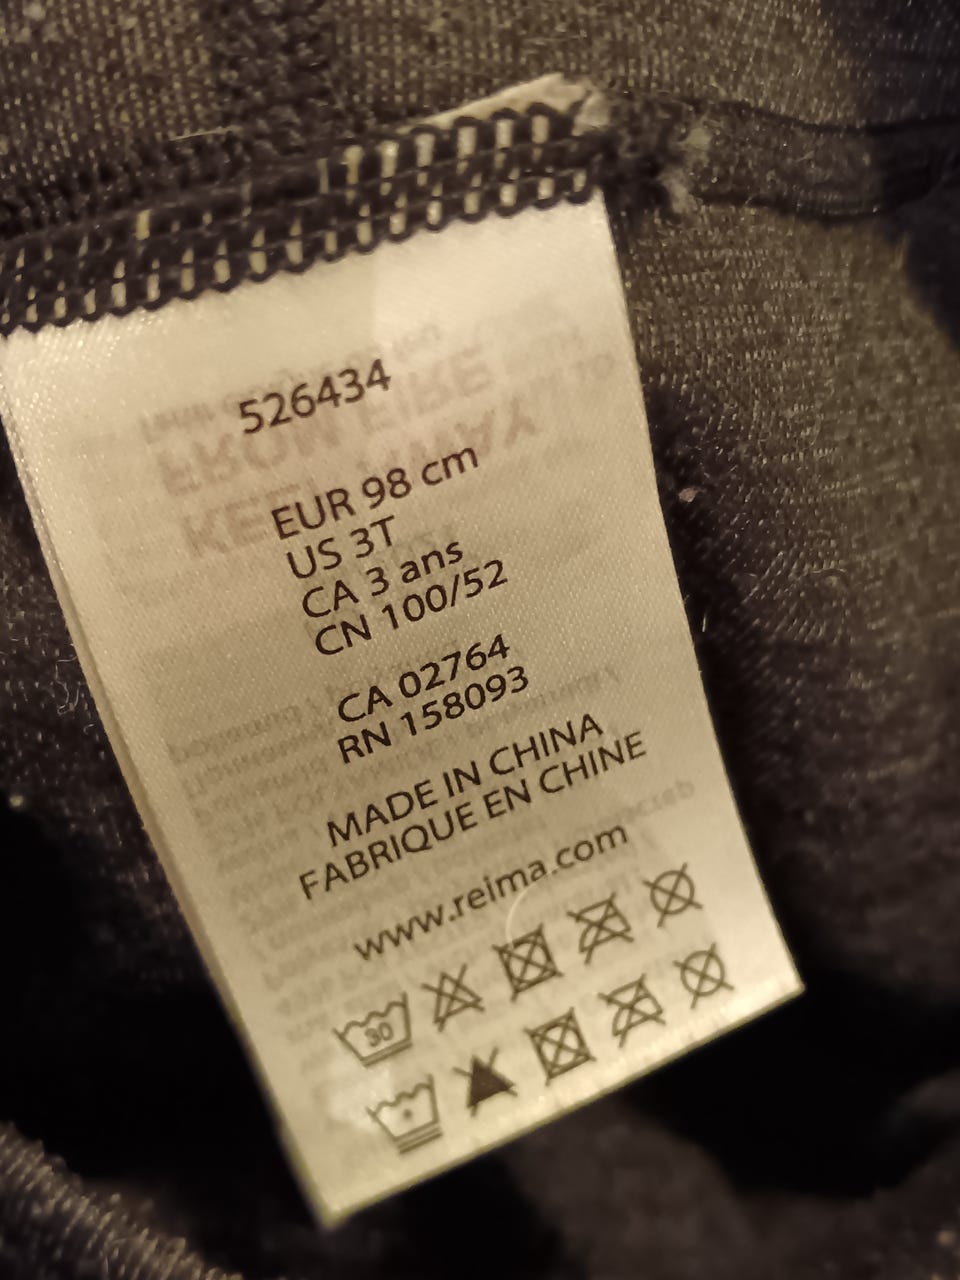 526434
EUR 98 cm
US 3T
CA 3 ans
CN 100/52
CA 02764
RN 158093
MADE IN CHINA
FABRIQUE EN CHINE
www.reima.com
30